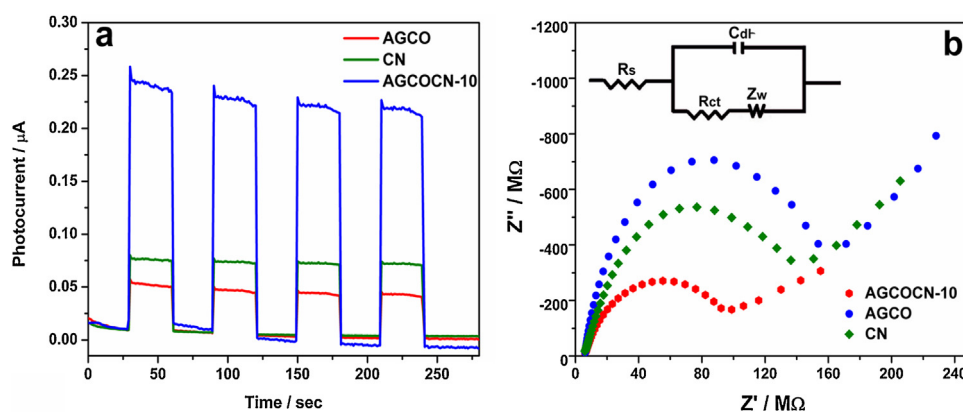 a
AGCO
CN
AGCOCN-10
Photocurrent / μA
0.30
0.25
0.20
0.15
0.10
0.05
0.00
0 50 100 150 200 250
Time / sec
b
Cdl
Rs
Rct
Zw
Z'' / MΩ
-1200
-1000
-800
-600
-400
-200
0
AGCOCN-10
AGCO
CN
0 40 80 120 160 200 240
Z' / MΩ